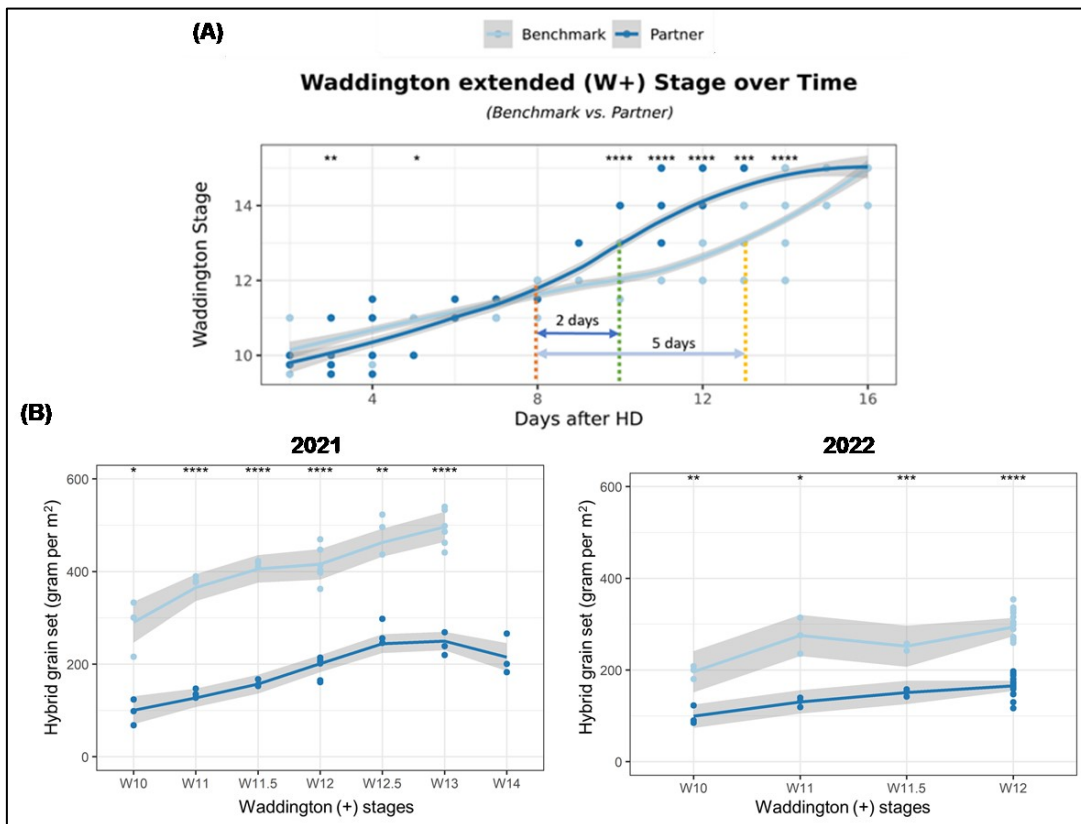 (A)
Benchmark Partner
Waddington extended (W+) Stage over Time
(Benchmark vs. Partner)
** * **** **** **** *** ****
Waddington Stage
14
12
10
2 days
5 days
4 8 12 16
Days after HD
(B)
2021
* **** **** **** ** ****
Hybrid grain set (gram per m²)
600
400
200
0
W10 W11 W11.5 W12 W12.5 W13 W14
Waddington (+) stages
2022
** * *** ****
Hybrid grain set (gram per m²)
600
400
200
0
W10 W11 W11.5 W12
Waddington (+) stages